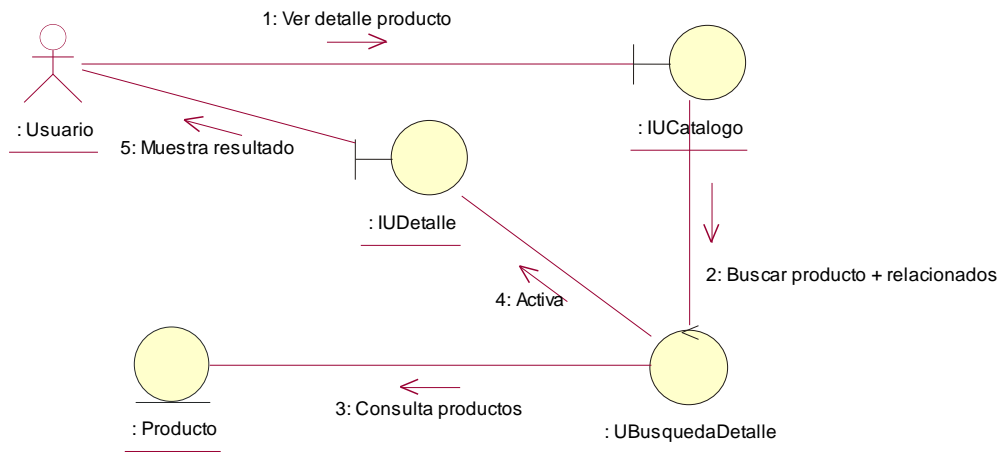 1: Ver detalle producto
: Usuario
: IUCatalogo
5: Muestra resultado
: IUDetalle
2: Buscar producto + relacionados
4: Activa
3: Consulta productos
: Producto
: UBusquedaDetalle